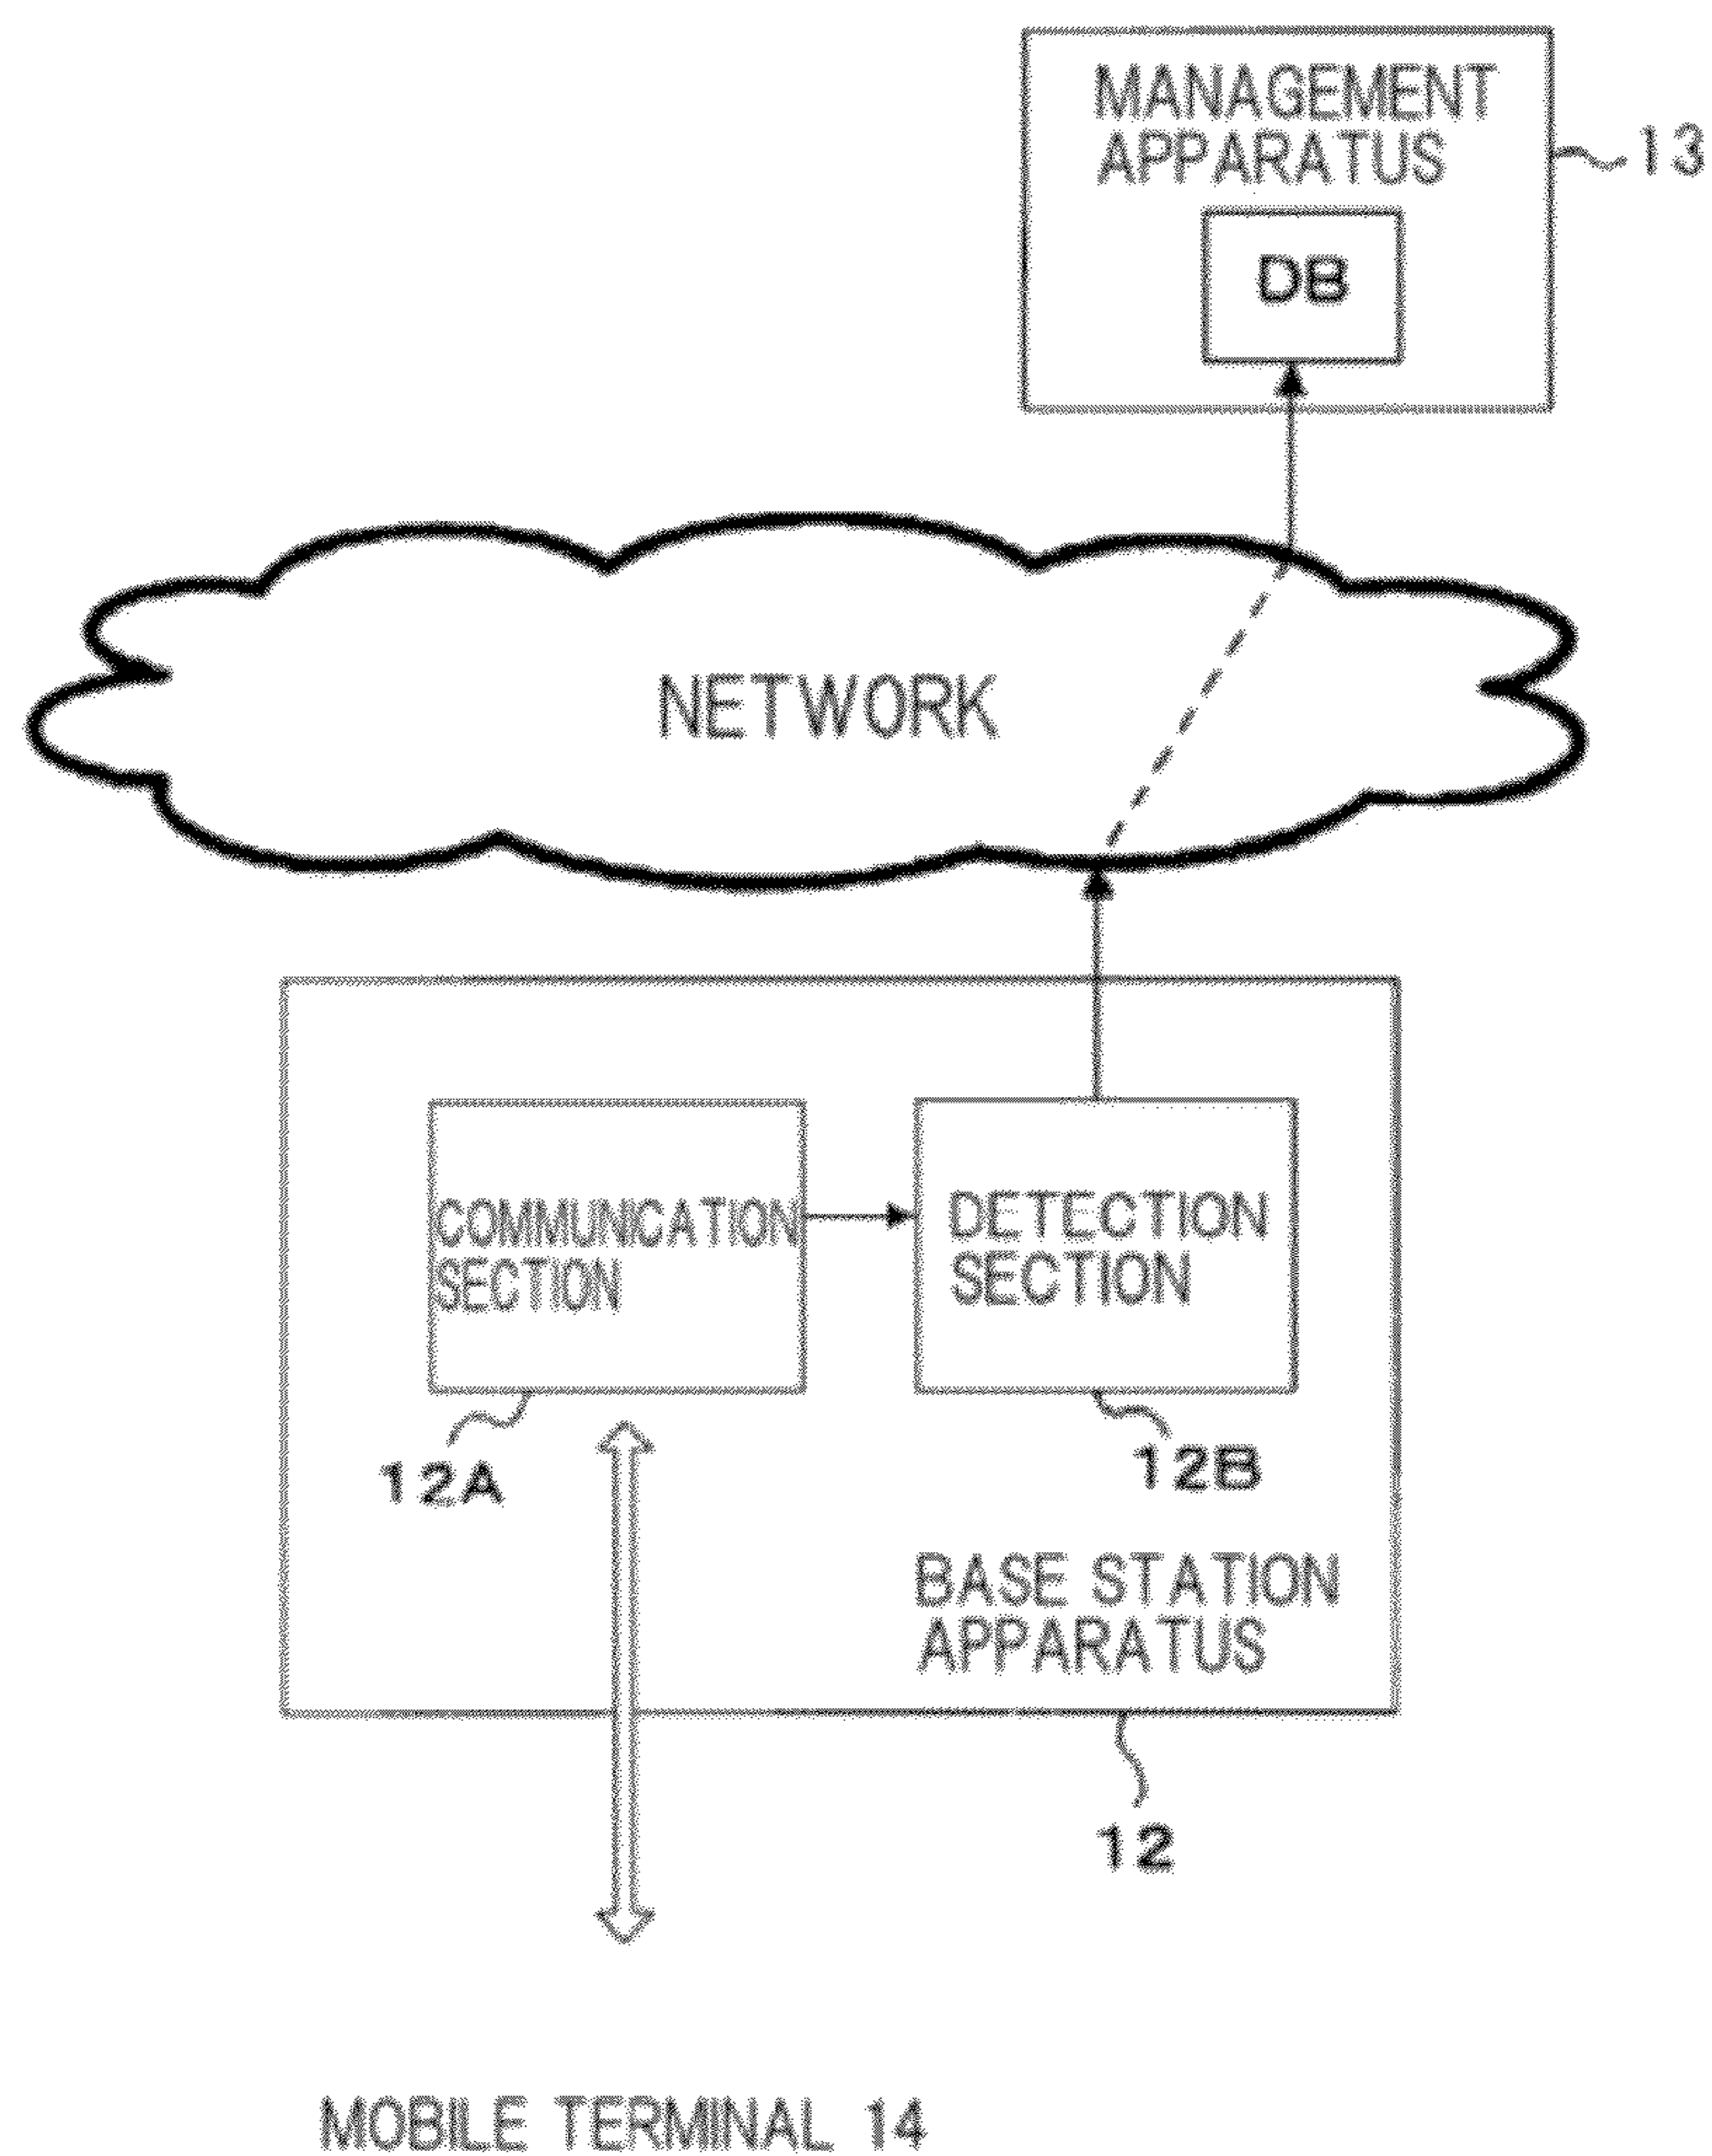 MANAGEMENT
APPARATUS
13
DB
NETWORK
COMMUNICATION
SECTION
DETECTION
SECTION
12A
12B
BASE STATION
APPARATUS
12
MOBILE TERMINAL 14